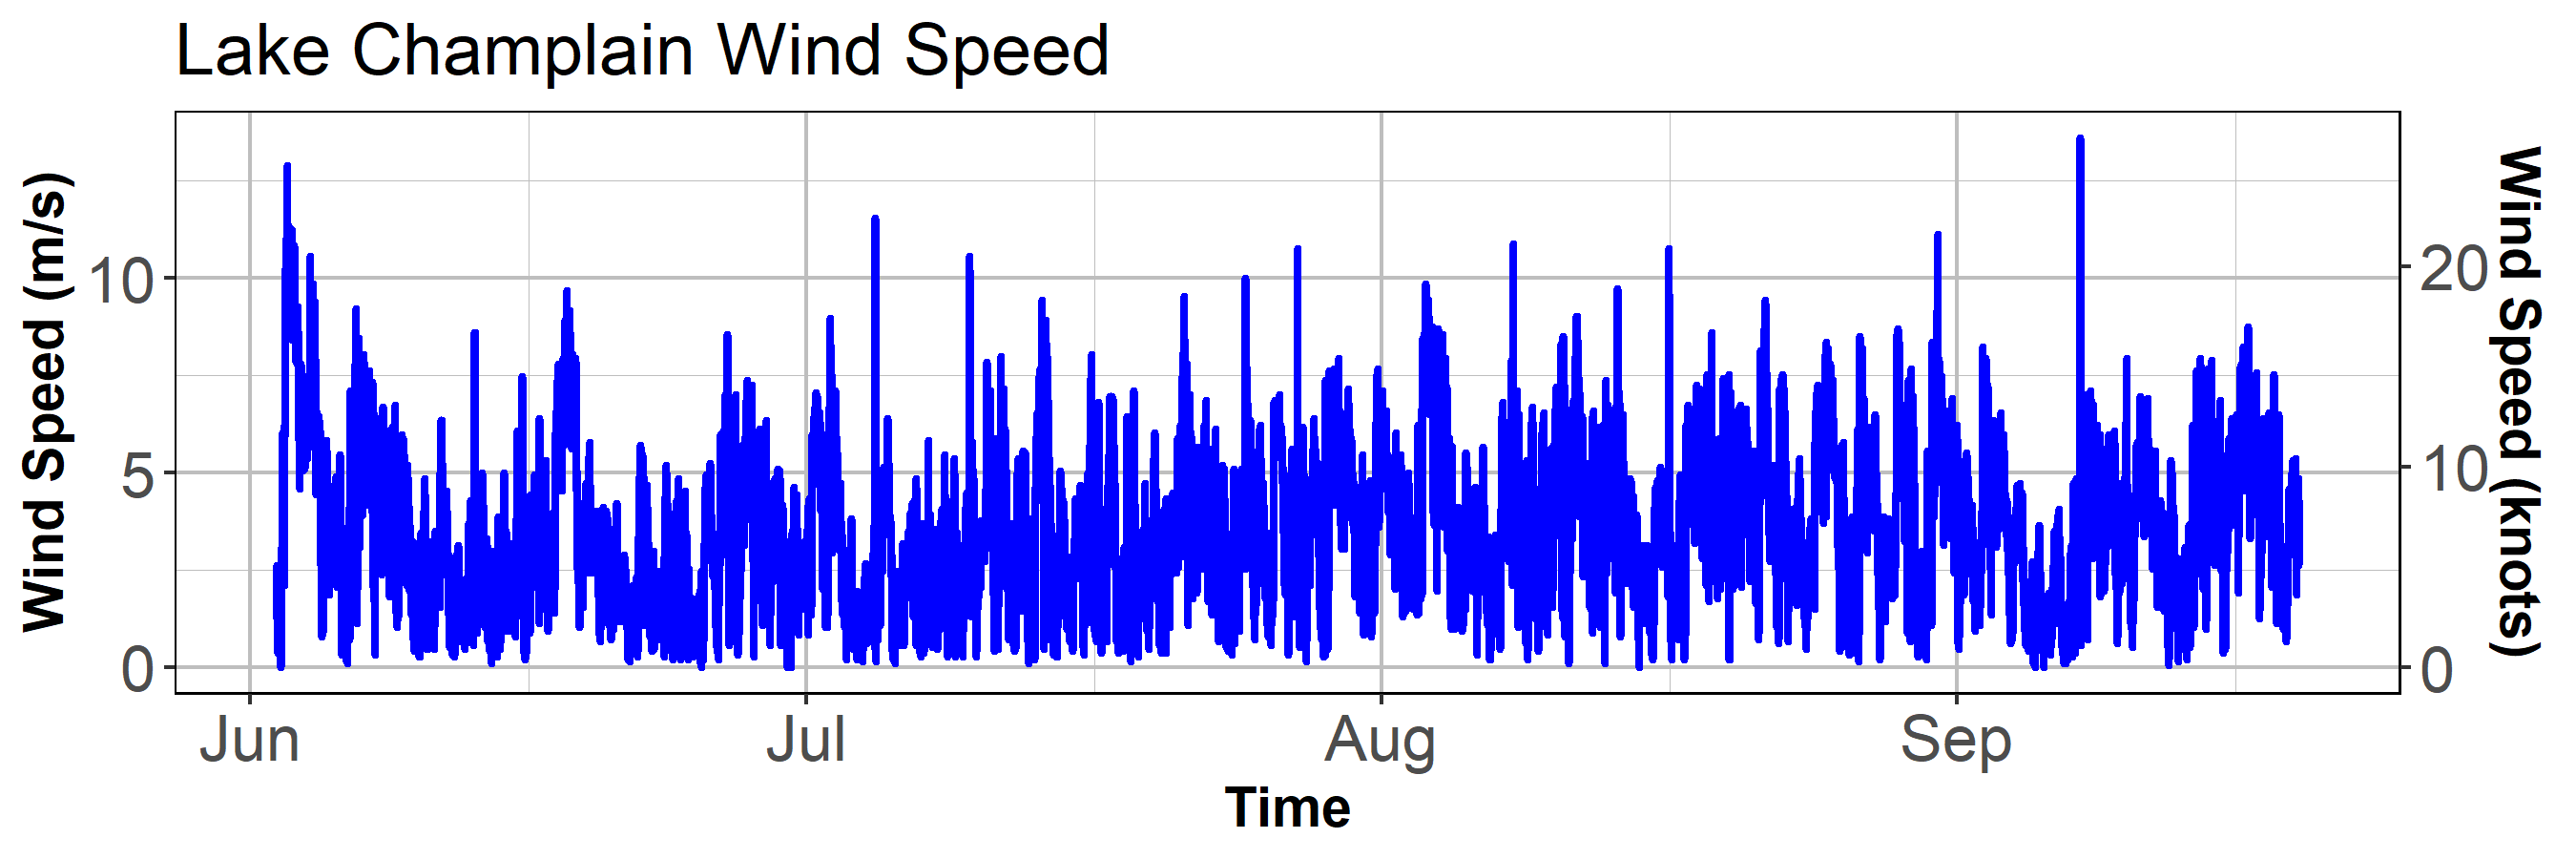 Lake Champlain Wind Speed
Wind Speed (m/s)
10
5
0
20
10
0
Wind Speed (knots)
Jun Jul Aug Sep
Time